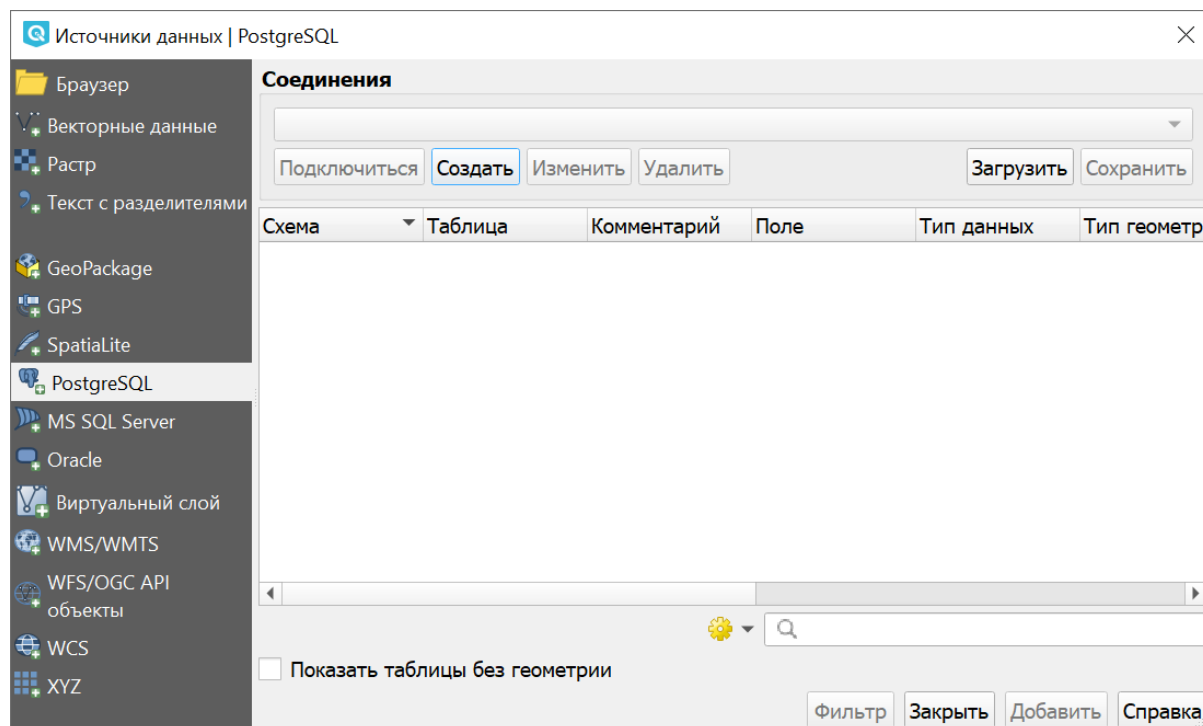 Источники данных | PostgreSQL
Браузер
Векторные данные
Растр
Текст с разделителями
GeoPackage
GPS
SpatiaLite
PostgreSQL
MS SQL Server
Oracle
Виртуальный слой
WMS/WMTS
WFS/OGC API
объекты
WCS
XYZ
Соединения
Подключиться Создать Изменить Удалить Загрузить Сохранить
Схема Таблица Комментарий Поле Тип данных Тип геометр
Показать таблицы без геометрии
Фильтр Закрыть Добавить Справка